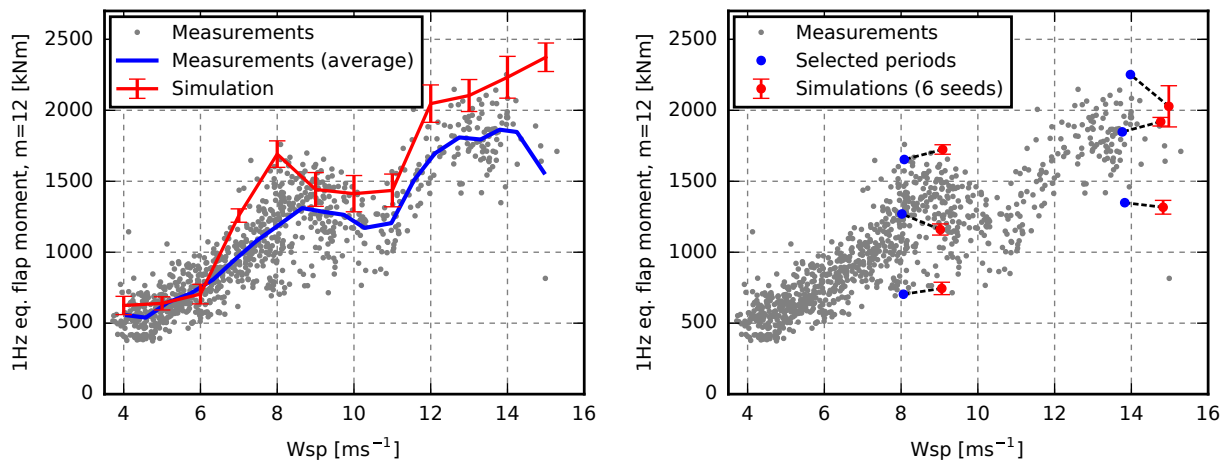 1Hz eq. flap moment, m=12 [kNm]
2500
2000
1500
1000
500
0
Measurements
Measurements (average)
Simulation
4 6 8 10 12 14 16
Wsp [ms⁻¹]
1Hz eq. flap moment, m=12 [kNm]
2500
2000
1500
1000
500
0
Measurements
Selected periods
Simulations (6 seeds)
4 6 8 10 12 14 16
Wsp [ms⁻¹]